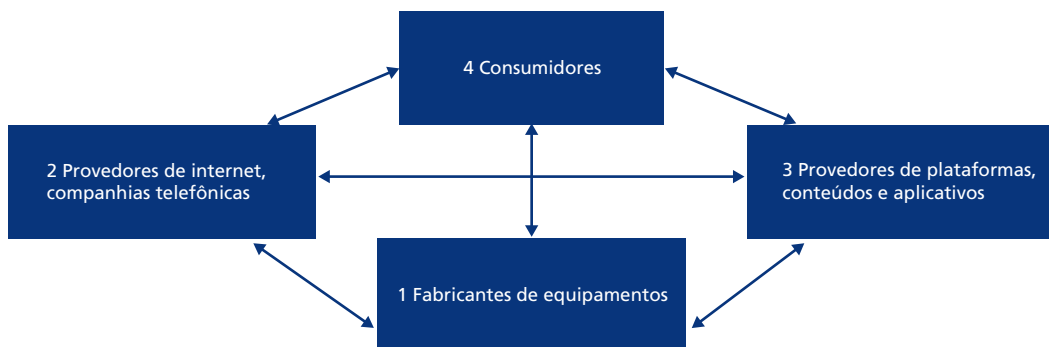 4 Consumidores
2 Provedores de internet,
companhias telefônicas
3 Provedores de plataformas,
conteúdos e aplicativos
1 Fabricantes de equipamentos